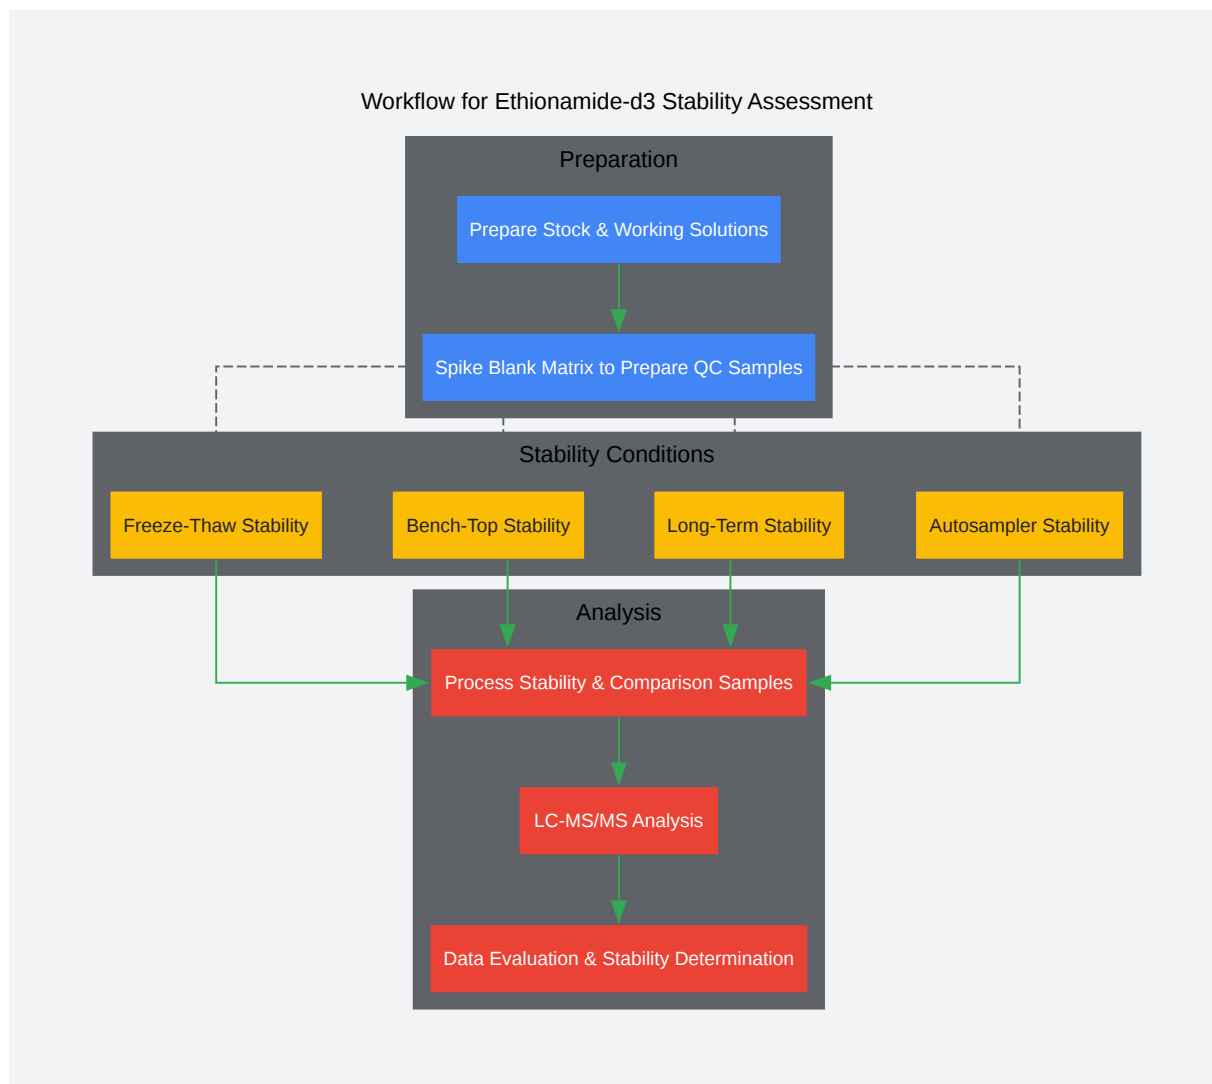 Workflow for Ethionamide-d3 Stability Assessment
Preparation
Prepare Stock & Working Solutions
Spike Blank Matrix to Prepare QC Samples
Stability Conditions
Freeze-Thaw Stability
Bench-Top Stability
Long-Term Stability
Autosampler Stability
Analysis
Process Stability & Comparison Samples
LC-MS/MS Analysis
Data Evaluation & Stability Determination